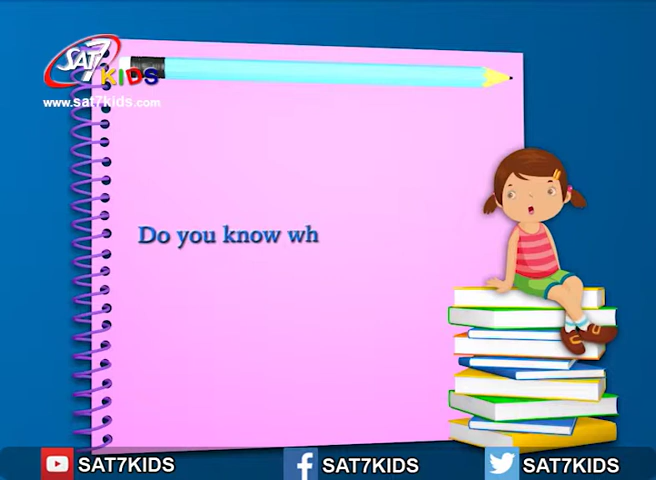 SAT7
KIDS
www.sat7kids.com
Do you know wh
SAT7KIDS
SAT7KIDS
SAT7KIDS